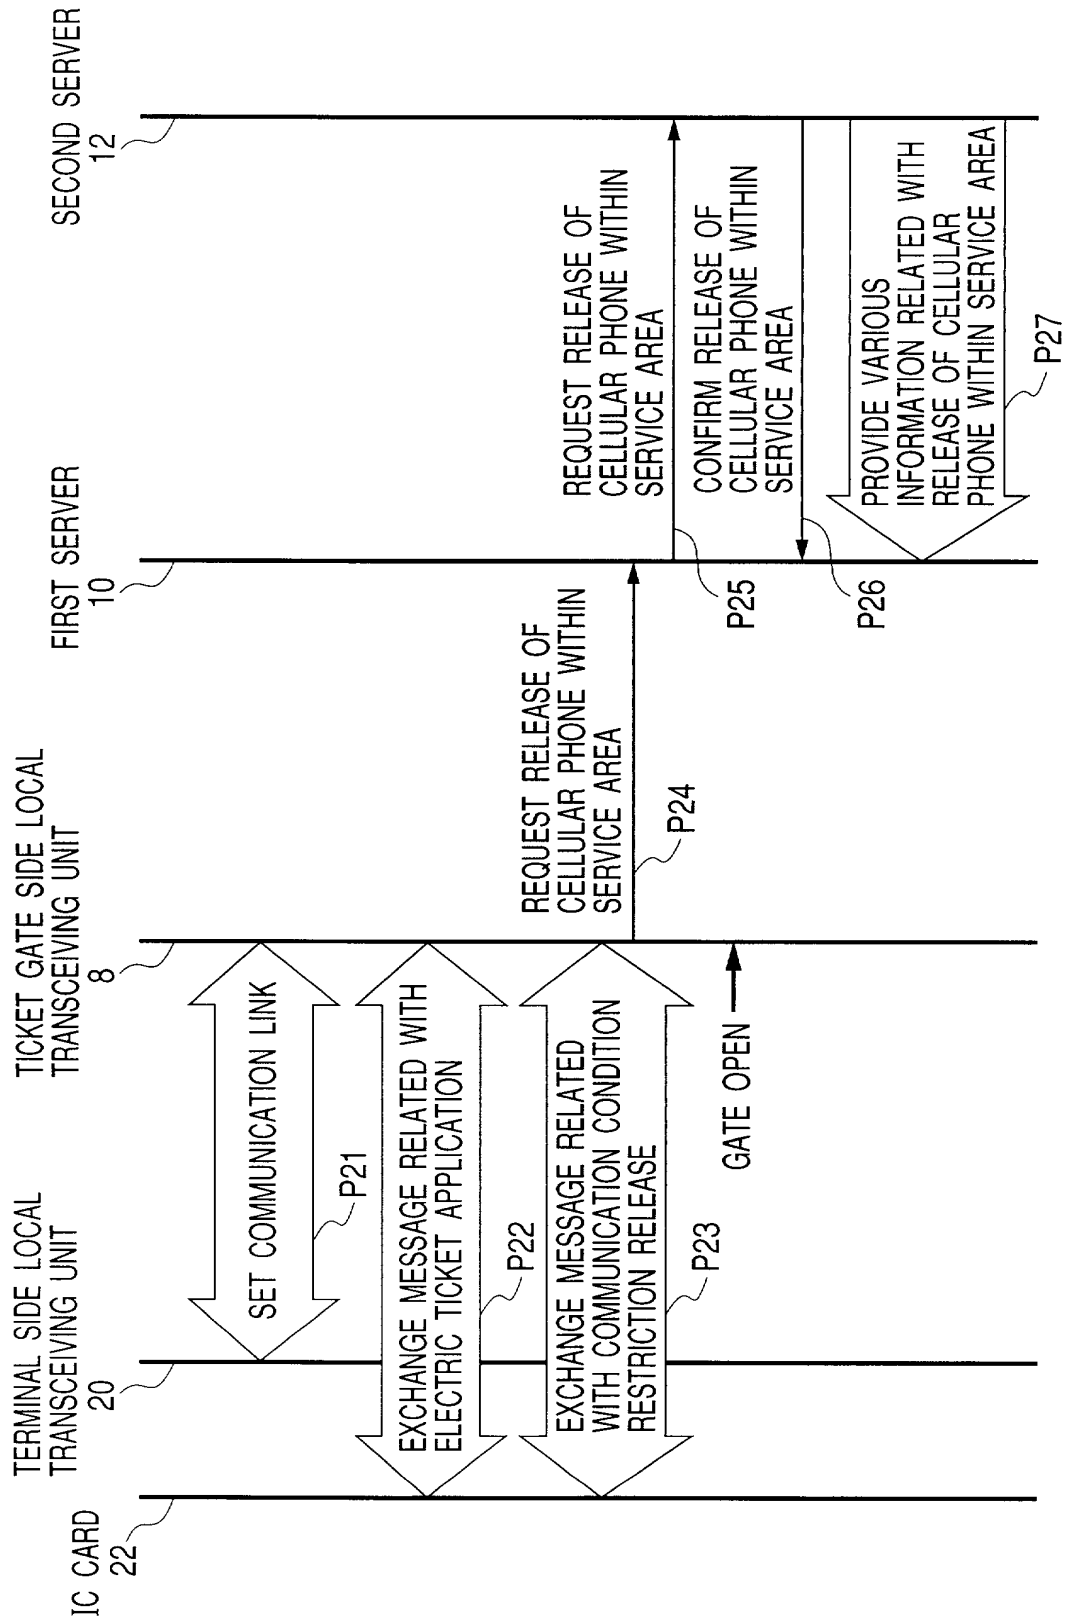 IC CARD
22
TERMINAL SIDE LOCAL
TRANSCEIVING UNIT
20
TICKET GATE SIDE LOCAL
TRANSCEIVING UNIT
8
FIRST SERVER
10
SECOND SERVER
12
SET COMMUNICATION LINK
P21
EXCHANGE MESSAGE RELATED WITH
ELECTRIC TICKET APPLICATION
P22
EXCHANGE MESSAGE RELATED
WITH COMMUNICATION CONDITION
RESTRICTION RELEASE
P23
REQUEST RELEASE OF
CELLULAR PHONE WITHIN
SERVICE AREA
P24
GATE OPEN
REQUEST RELEASE OF
CELLULAR PHONE WITHIN
SERVICE AREA
P25
CONFIRM RELEASE OF
CELLULAR PHONE WITHIN
SERVICE AREA
P26
PROVIDE VARIOUS
INFORMATION RELATED WITH
RELEASE OF CELLULAR
PHONE WITHIN SERVICE AREA
P27